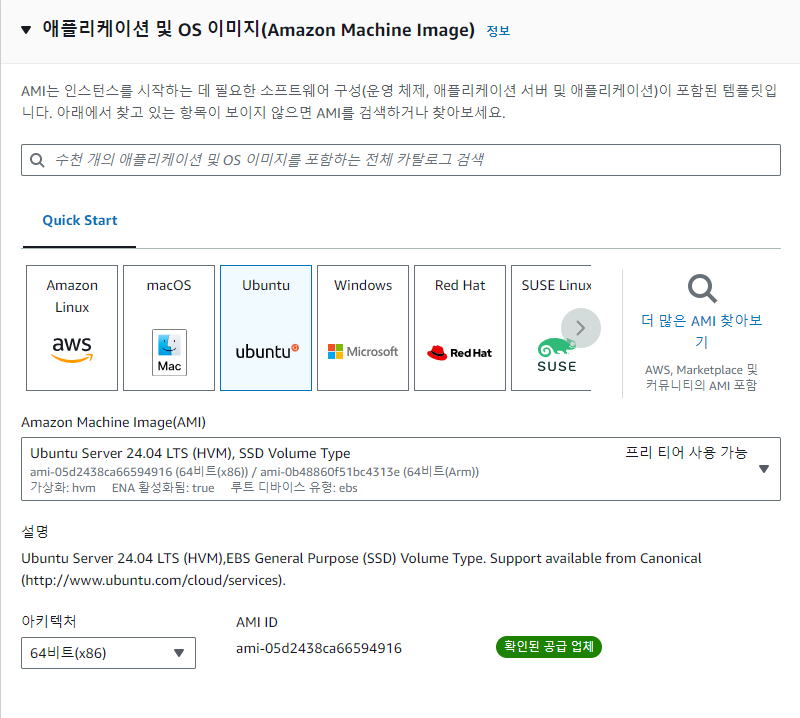 ▼ 애플리케이션 및 OS 이미지(Amazon Machine Image) 정보
AMI는 인스턴스를 시작하는 데 필요한 소프트웨어 구성(운영 체제, 애플리케이션 서버 및 애플리케이션)이 포함된 템플릿입
니다. 아래에서 찾고 있는 항목이 보이지 않으면 AMI를 검색하거나 찾아보세요.
수천 개의 애플리케이션 및 OS 이미지를 포함하는 전체 카탈로그 검색
Quick Start
Amazon
Linux
aws
macOS
Mac
Ubuntu
ubuntu
Windows
Microsoft
Red Hat
Red Hat
SUSE Linux
SUSE
더 많은 AMI 찾아보
기
AWS, Marketplace 및
커뮤니티의 AMI 포함
Amazon Machine Image(AMI)
Ubuntu Server 24.04 LTS (HVM), SSD Volume Type 프리 티어 사용 가능
ami-05d2438ca66594916 (64비트(x86)) / ami-0b48860f51bc4313e (64비트(Arm))
가상화: hvm ENA 활성화됨: true 루트 디바이스 유형: ebs
설명
Ubuntu Server 24.04 LTS (HVM),EBS General Purpose (SSD) Volume Type. Support available from Canonical
(http://www.ubuntu.com/cloud/services).
아키텍처
64비트(x86)
AMI ID
ami-05d2438ca66594916
확인된 공급 업체